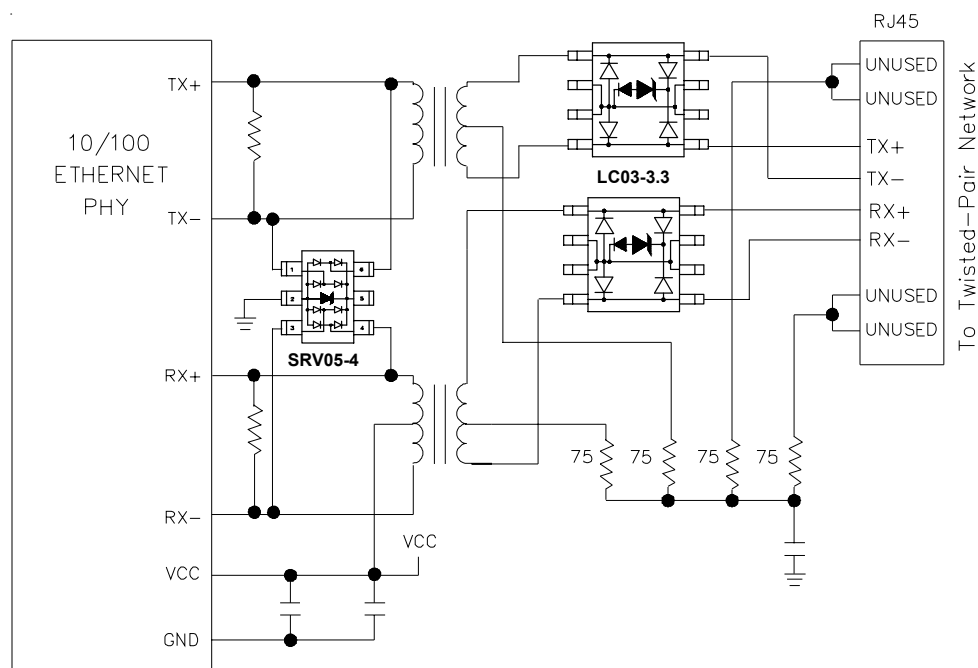 RJ45
TX+
10/100
ETHERNET
PHY
TX-
UNUSED
UNUSED
TX+
TX-
RX+
RX-
UNUSED
UNUSED
To Twisted-Pair Network
LC03-3.3
1
2
3
6
5
4
SRV05-4
RX+
RX-
75
75
75
75
VCC
VCC
GND